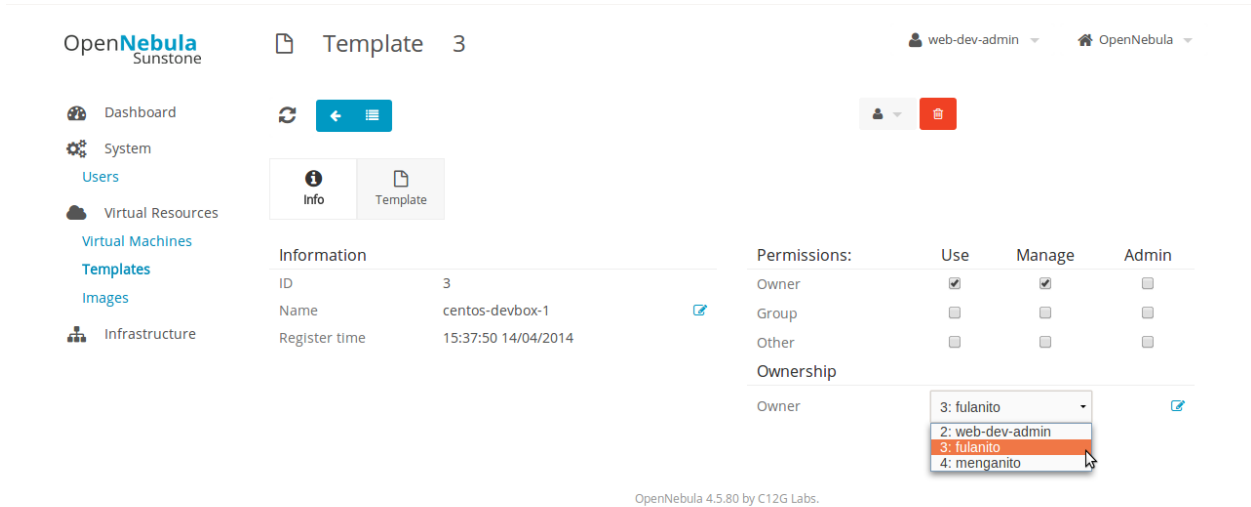 OpenNebula
Sunstone
Template 3
web-dev-admin
OpenNebula
Dashboard
System
Users
Virtual Resources
Virtual Machines
Templates
Images
Infrastructure
Info
Template
Information
ID 3
Name centos-devbox-1
Register time 15:37:50 14/04/2014
Permissions: Use Manage Admin
Owner
Group
Other
Ownership
Owner 3: fulanito
2: web-dev-admin
3: fulanito
4: menganito
OpenNebula 4.5.80 by C12G Labs.